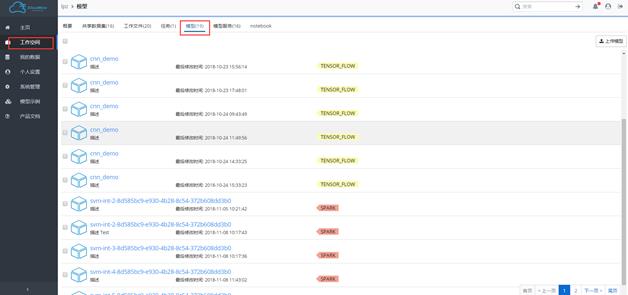 lpz > 模型
搜索
主页
工作空间
我的数据
个人设置
系统管理
模型示例
产品文档
概要 共享数据集(18) 工作文件(20) 任务(1) 模型(19) 模型服务(16) notebook
上传模型
cnn_demo
描述 最后修改时间: 2018-10-23 15:56:14 TENSOR_FLOW
cnn_demo
描述 最后修改时间: 2018-10-23 17:48:01 TENSOR_FLOW
cnn_demo
描述 最后修改时间: 2018-10-24 09:43:49 TENSOR_FLOW
cnn_demo
描述 最后修改时间: 2018-10-24 11:49:56 TENSOR_FLOW
cnn_demo
描述 最后修改时间: 2018-10-24 14:33:25 TENSOR_FLOW
cnn_demo
描述 最后修改时间: 2018-10-24 15:33:23 TENSOR_FLOW
svm-int-2-8d585bc9-e930-4b28-8c54-372b608dd3b0
描述 最后修改时间: 2018-11-05 10:21:42 SPARK
svm-int-2-8d585bc9-e930-4b28-8c54-372b608dd3b0
描述 Test 最后修改时间: 2018-11-08 10:17:43 SPARK
svm-int-3-8d585bc9-e930-4b28-8c54-372b608dd3b0
描述 最后修改时间: 2018-11-08 10:17:36 SPARK
svm-int-4-8d585bc9-e930-4b28-8c54-372b608dd3b0
描述 最后修改时间: 2018-11-08 11:43:02 SPARK
首页 « 上一页 1 2 下一页 » 尾页